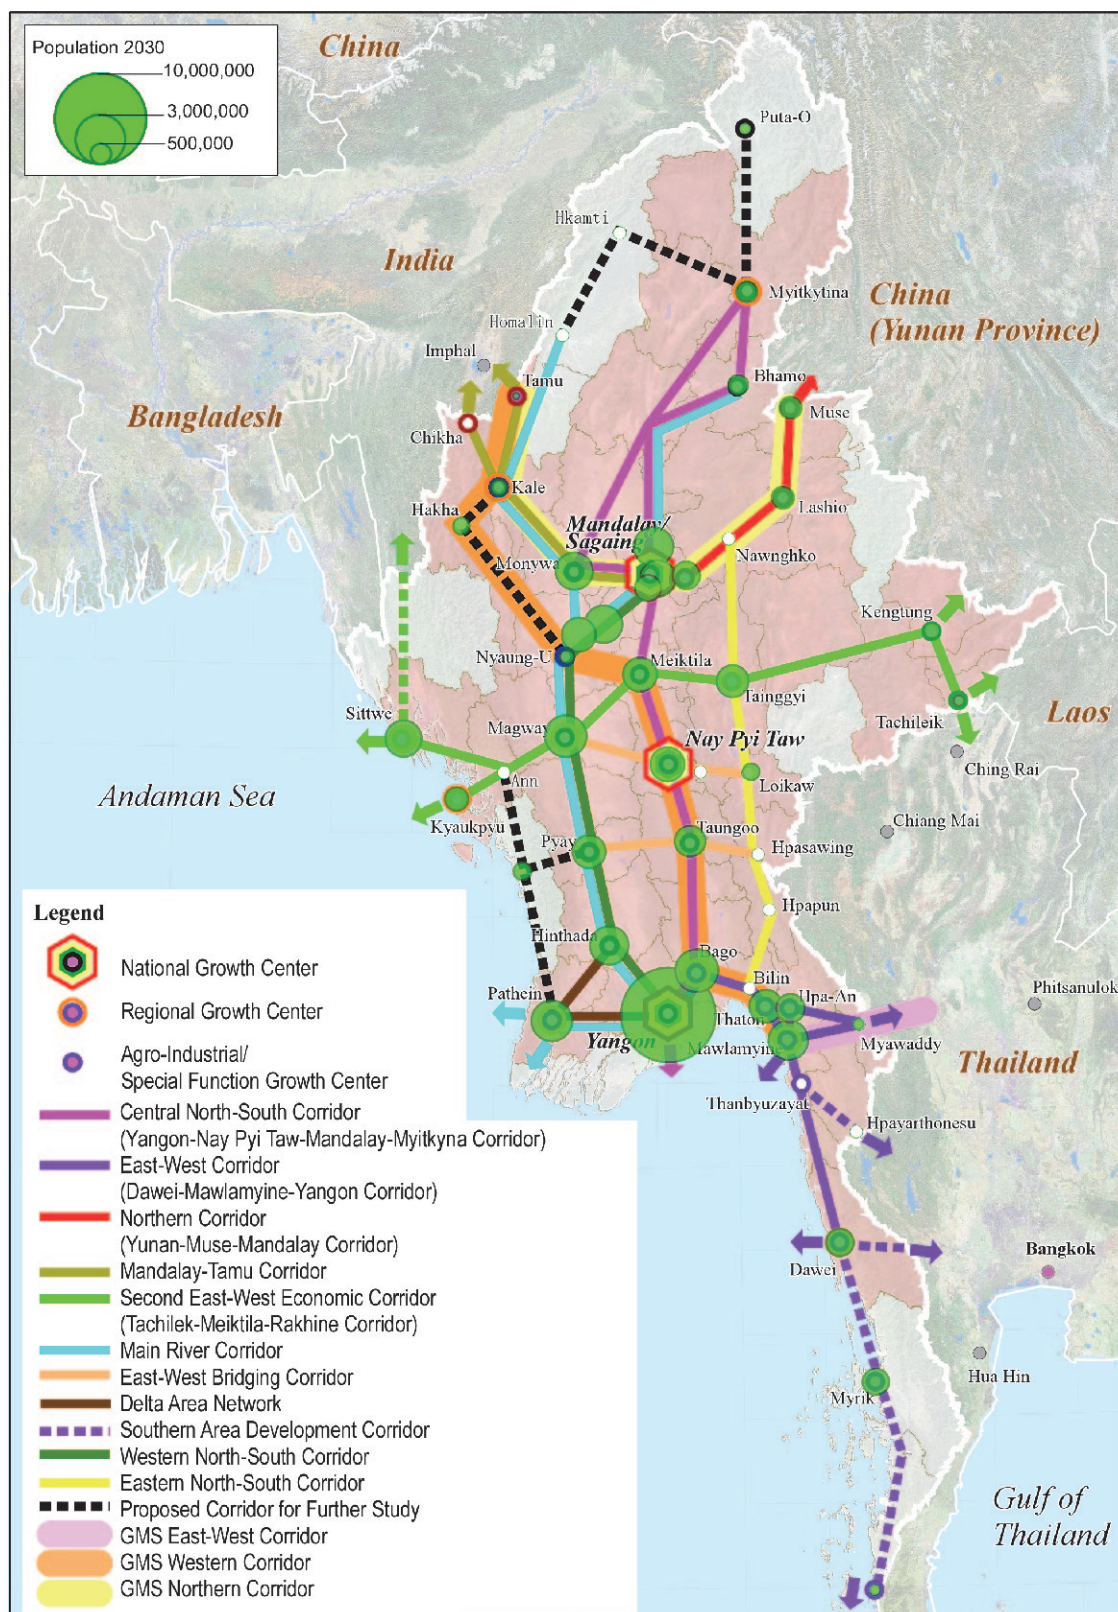 Population 2030
10,000,000
3,000,000
500,000
China
Puta-O
Hkamti
India
Myitkytina
China
(Yunan Province)
Homalin
Imphal
Tamu
Bhamo
Muse
Bangladesh
Chikha
Kale
Hakha
Lashio
Mandalay/
Sagaing
Nawnghko
Monywa
Kengtung
Nyaung-U
Meiktila
Tainggyi
Tachileik
Laos
Sittwe
Magway
Nay Pyi Taw
Ching Rai
Ann
Loikaw
Andaman Sea
Kyaukpyu
Chiang Mai
Taungoo
Pyay
Hpasawing
Hpapun
Hinthada
Bago
Bilin
Pathein
Hpa-An
Phitsanulok
Thaton
Yangon
Mawlamyine
Myawaddy
Thailand
Thanbyuzayat
Hpayarthonesu
Bangkok
Dawei
Hua Hin
Myrik
Gulf of
Thailand
Legend
National Growth Center
Regional Growth Center
Agro-Industrial/
Special Function Growth Center
Central North-South Corridor
(Yangon-Nay Pyi Taw-Mandalay-Myitkyna Corridor)
East-West Corridor
(Dawei-Mawlamyine-Yangon Corridor)
Northern Corridor
(Yunan-Muse-Mandalay Corridor)
Mandalay-Tamu Corridor
Second East-West Economic Corridor
(Tachilek-Meiktila-Rakhine Corridor)
Main River Corridor
East-West Bridging Corridor
Delta Area Network
Southern Area Development Corridor
Western North-South Corridor
Eastern North-South Corridor
Proposed Corridor for Further Study
GMS East-West Corridor
GMS Western Corridor
GMS Northern Corridor